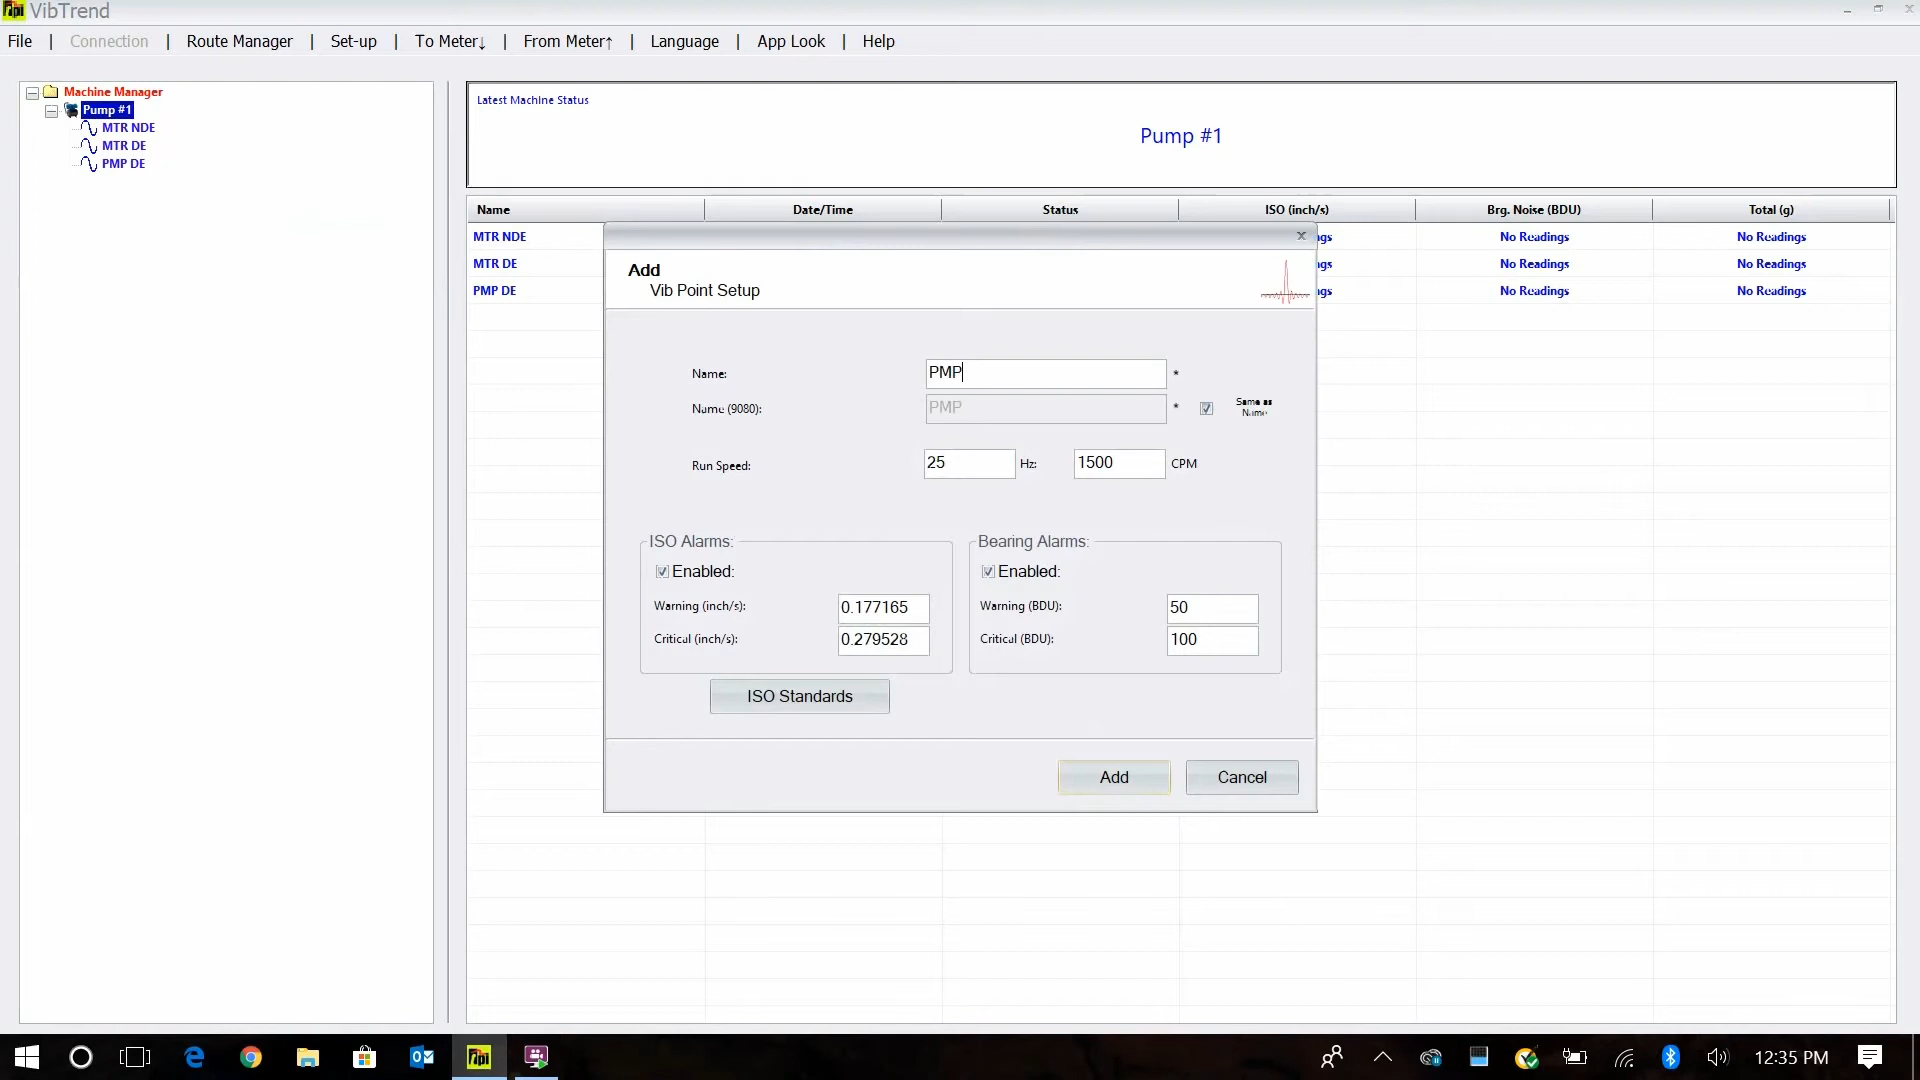 VibTrend
File | Connection | Route Manager | Set-up | To Meter↓ | From Meter↑ | Language | App Look | Help
Machine Manager
Pump #1
MTR NDE
MTR DE
PMP DE
Latest Machine Status
Pump #1
Name Date/Time Status ISO (inch/s) Brg. Noise (BDU) Total (g)
MTR NDE ngs No Readings No Readings
MTR DE ngs No Readings No Readings
PMP DE ngs No Readings No Readings
Add
Vib Point Setup
Name: PMP *
Name (9080): PMP * Same as
Name
Run Speed: 25 Hz: 1500 CPM
ISO Alarms: Bearing Alarms:
Enabled: Enabled:
Warning (inch/s): 0.177165 Warning (BDU): 50
Critical (inch/s): 0.279528 Critical (BDU): 100
ISO Standards
Add Cancel
12:35 PM